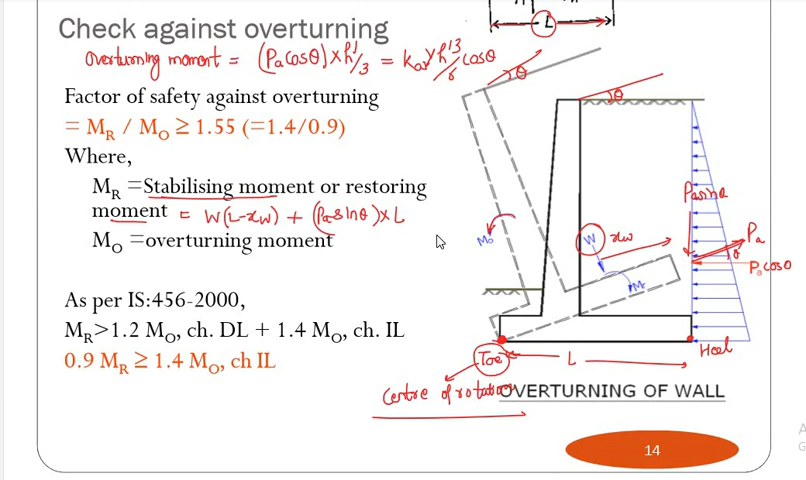 L
Check against overturning
Overturning moment = (Pa cosθ) x h'/3 = kaγh'3/6 cosθ
θ
θ
Factor of safety against overturning
= MR / MO ≥ 1.55 (=1.4/0.9)
Where,
MR =Stabilising moment or restoring
moment = W(L-xw) + (Pa sinθ) x L
MO =overturning moment
Mo
W
xw
Mr
Pa sinθ
Pa
θ
Pa cosθ
As per IS:456-2000,
MR>1.2 MO, ch. DL + 1.4 MO, ch. IL
0.9 MR ≥ 1.4 MO, ch IL
Toe
L
Heel
Centre of rotation
OVERTURNING OF WALL
14